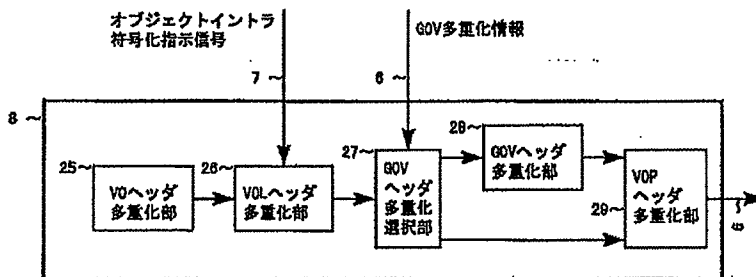 オブジェクトイントラ
符号化指示信号
7
GOV多重化情報
6
8
25
VOヘッダ
多重化部
26
VOLヘッダ
多重化部
27
GOV
ヘッダ
多重化
選択部
28
GOVヘッダ
多重化部
29
VOP
ヘッダ
多重化部